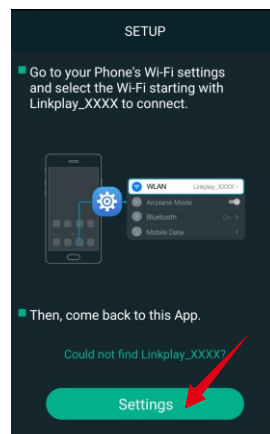 SETUP
Go to your Phone's Wi-Fi settings
and select the Wi-Fi starting with
Linkplay_XXXX to connect.
WLAN Linkplay_XXXX
Airplane Mode
Bluetooth On
Mobile Data
Then, come back to this App.
Could not find Linkplay_XXXX?
Settings